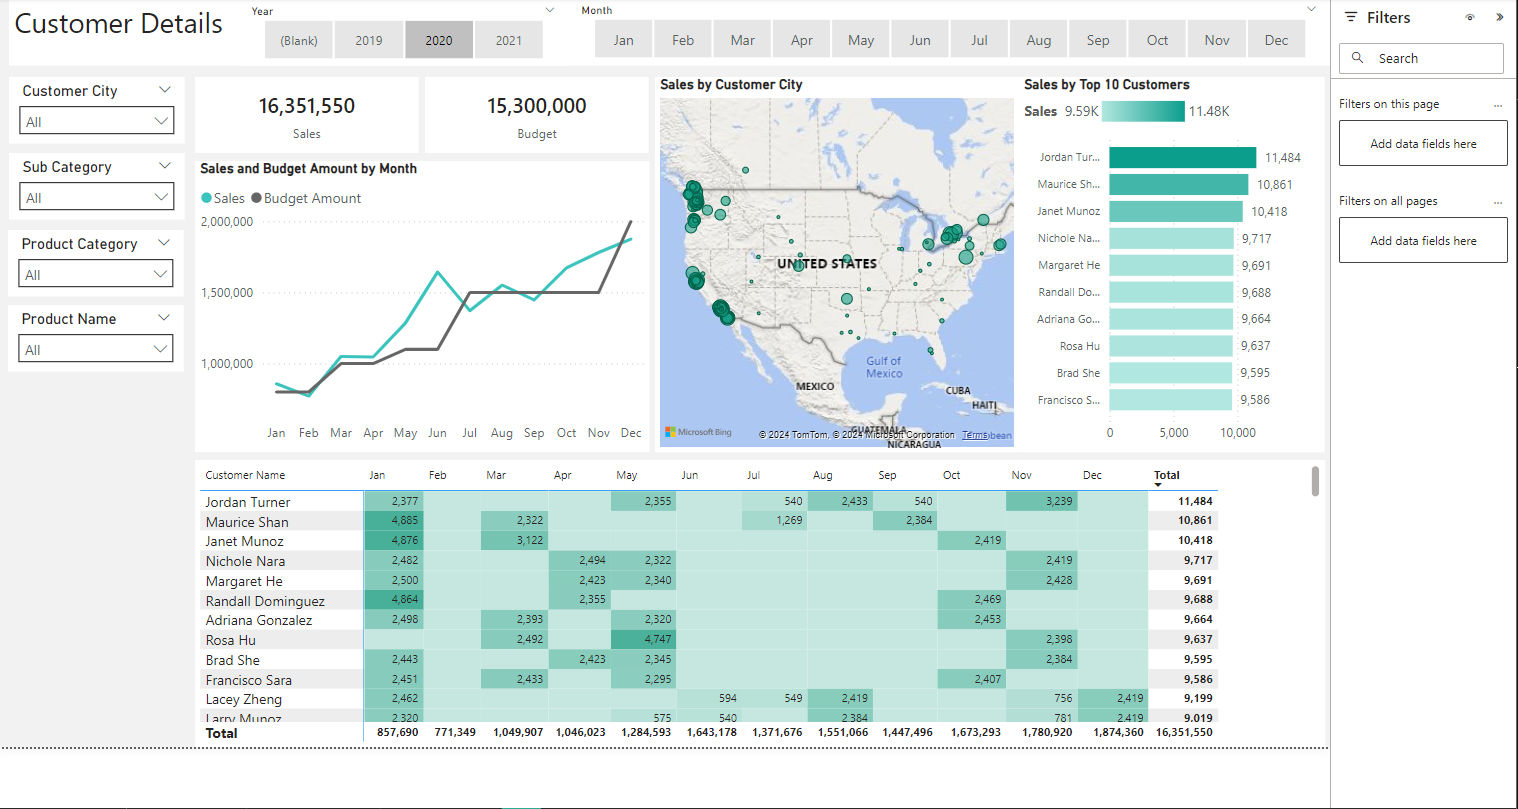 Customer Details
Year
(Blank) 2019 2020 2021
Month
Jan Feb Mar Apr May Jun Jul Aug Sep Oct Nov Dec
Customer City
All
Sub Category
All
Product Category
All
Product Name
All
16,351,550
Sales
15,300,000
Budget
Sales and Budget Amount by Month
Sales Budget Amount
2,000,000
1,500,000
1,000,000
Jan Feb Mar Apr May Jun Jul Aug Sep Oct Nov Dec
Sales by Customer City
UNITED STATES
Gulf of
Mexico
MEXICO
CUBA
HAITI
GUATEMALA
NICARAGUA
Microsoft Bing
© 2024 TomTom, © 2024 Microsoft Corporation Terms
Sales by Top 10 Customers
Sales 9.59K 11.48K
Jordan Tur... 11,484
Maurice Sh... 10,861
Janet Munoz 10,418
Nichole Na... 9,717
Margaret He 9,691
Randall Do... 9,688
Adriana Go... 9,664
Rosa Hu 9,637
Brad She 9,595
Francisco S... 9,586
0 5,000 10,000
Customer Name Jan Feb Mar Apr May Jun Jul Aug Sep Oct Nov Dec Total
Jordan Turner 2,377 2,355 540 2,433 540 3,239 11,484
Maurice Shan 4,885 2,322 1,269 2,384 10,861
Janet Munoz 4,876 3,122 2,419 10,418
Nichole Nara 2,482 2,494 2,322 2,419 9,717
Margaret He 2,500 2,423 2,340 2,428 9,691
Randall Dominguez 4,864 2,355 2,469 9,688
Adriana Gonzalez 2,498 2,393 2,320 2,453 9,664
Rosa Hu 2,492 4,747 2,398 9,637
Brad She 2,443 2,423 2,345 2,384 9,595
Francisco Sara 2,451 2,433 2,295 2,407 9,586
Lacey Zheng 2,462 594 549 2,419 756 2,419 9,199
Larry Munoz 2,320 575 540 2,384 781 2,419 9,019
Total 857,690 771,349 1,049,907 1,046,023 1,284,593 1,643,178 1,371,676 1,551,066 1,447,496 1,673,293 1,780,920 1,874,360 16,351,550
Filters
Search
Filters on this page ...
Add data fields here
Filters on all pages ...
Add data fields here